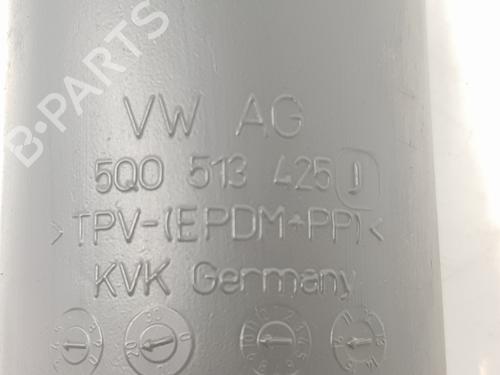 B-PARTS
VW AG
5Q0 513 425 J
>TPV-(EPDM+PP)<
KVK Germany